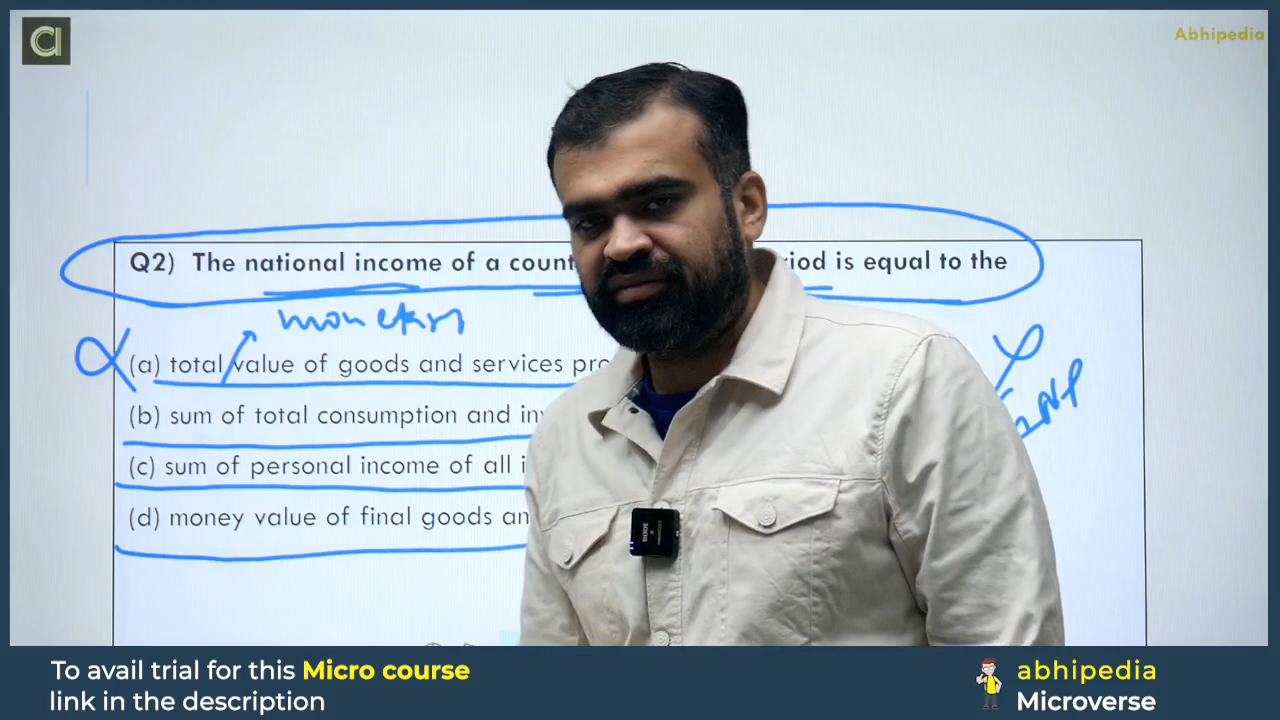 a
Abhipedia
Q2) The national income of a count riod is equal to the
monetary
(a) total value of goods and services pro
(b) sum of total consumption and inv
(c) sum of personal income of all i
(d) money value of final goods an
RODE
To avail trial for this Micro course
link in the description
abhipedia
Microverse